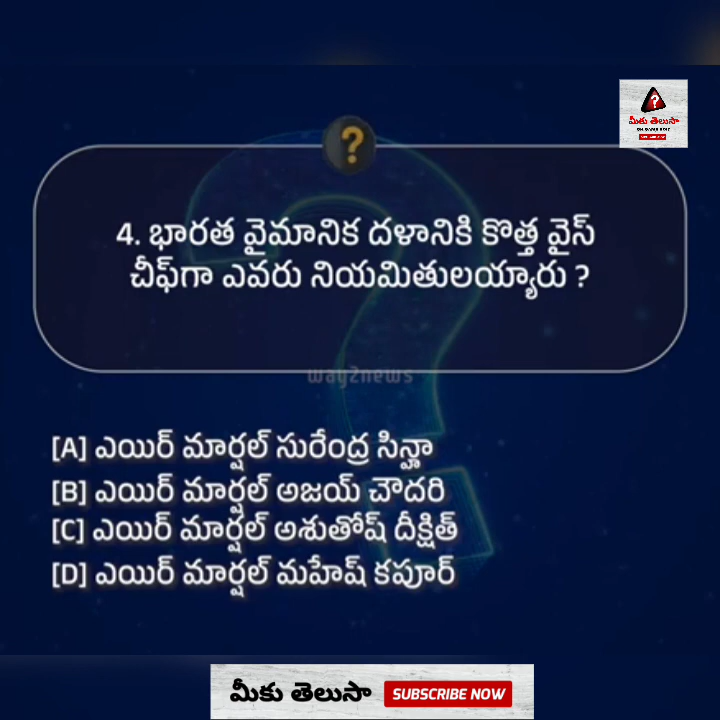 ?
మీకు తెలుసా
4. భారత వైమానిక దళానికి కొత్త వైస్
చీఫ్‌గా ఎవరు నియమితులయ్యారు ?
way2news
[A] ఎయిర్ మార్షల్ సురేంద్ర సిన్హా
[B] ఎయిర్ మార్షల్ అజయ్ చౌదరి
[C] ఎయిర్ మార్షల్ అశుతోష్ దీక్షిత్
[D] ఎయిర్ మార్షల్ మహేష్ కపూర్
మీకు తెలుసా SUBSCRIBE NOW